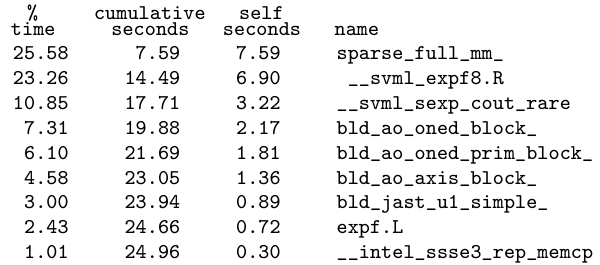 % cumulative self
time seconds seconds name
25.58 7.59 7.59 sparse_full_mm_
23.26 14.49 6.90 __svml_expf8.R
10.85 17.71 3.22 __svml_sexp_cout_rare
7.31 19.88 2.17 bld_ao_oned_block_
6.10 21.69 1.81 bld_ao_oned_prim_block_
4.58 23.05 1.36 bld_ao_axis_block_
3.00 23.94 0.89 bld_jast_u1_simple_
2.43 24.66 0.72 expf.L
1.01 24.96 0.30 __intel_ssse3_rep_memcp